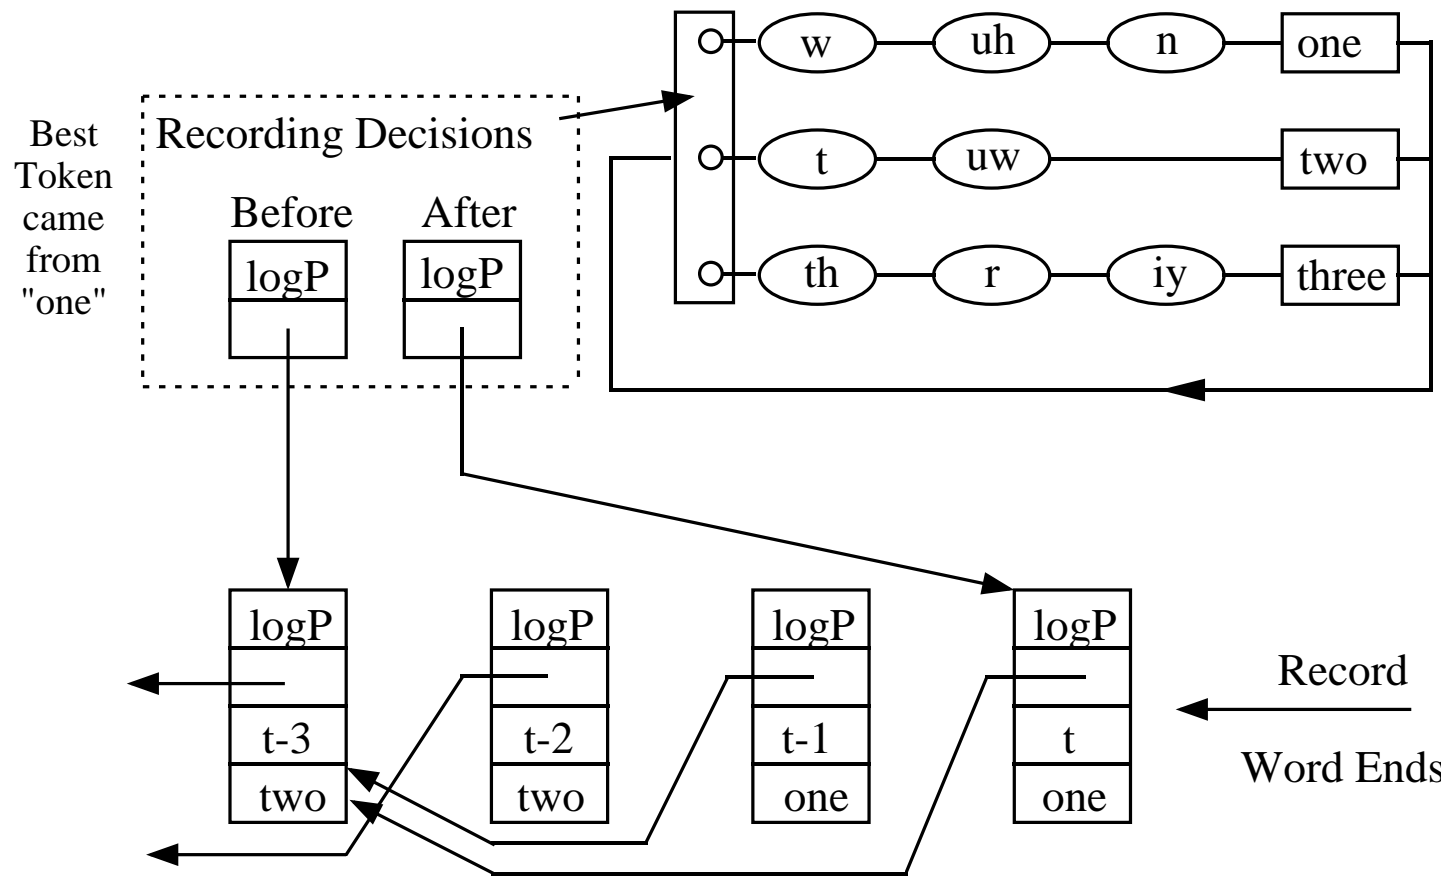 Best
Token
came
from
"one"
Recording Decisions
Before After
logP logP
w uh n one
t uw two
th r iy three
logP logP logP logP
t-3 t-2 t-1 t
two two one one
Record
Word Ends